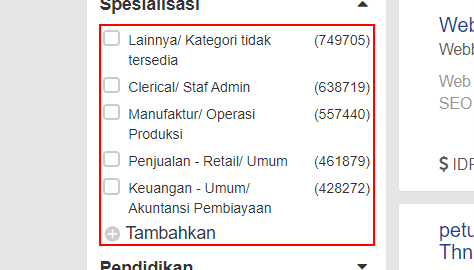 Spesialisasi
Lainnya/ Kategori tidak (749705)
tersedia
Clerical/ Staf Admin (638719)
Manufaktur/ Operasi (557440)
Produksi
Penjualan - Retail/ Umum (461879)
Keuangan - Umum/ (428272)
Akuntansi Pembiayaan
Tambahkan
Pendidikan
Web
Webb
Web
SEO
$ IDR
petu
Thn